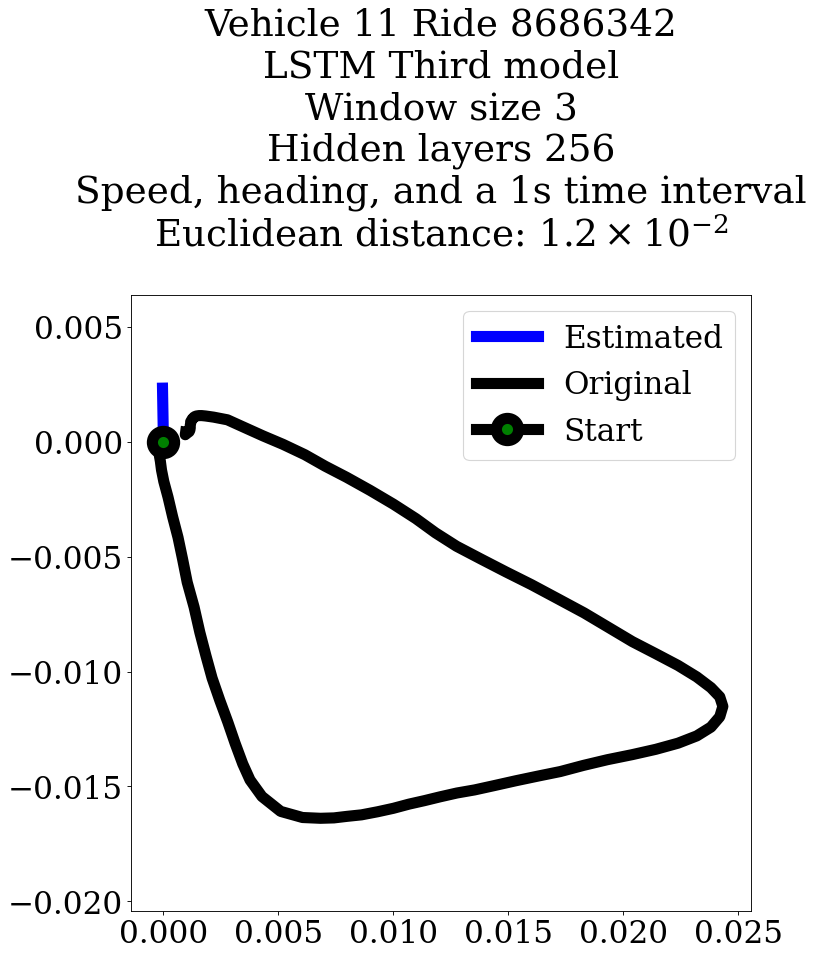 Vehicle 11 Ride 8686342
LSTM Third model
Window size 3
Hidden layers 256
Speed, heading, and a 1s time interval
Euclidean distance: 1.2 × 10⁻²
Estimated
Original
Start
0.005
0.000
−0.005
−0.010
−0.015
−0.020
0.000 0.005 0.010 0.015 0.020 0.025